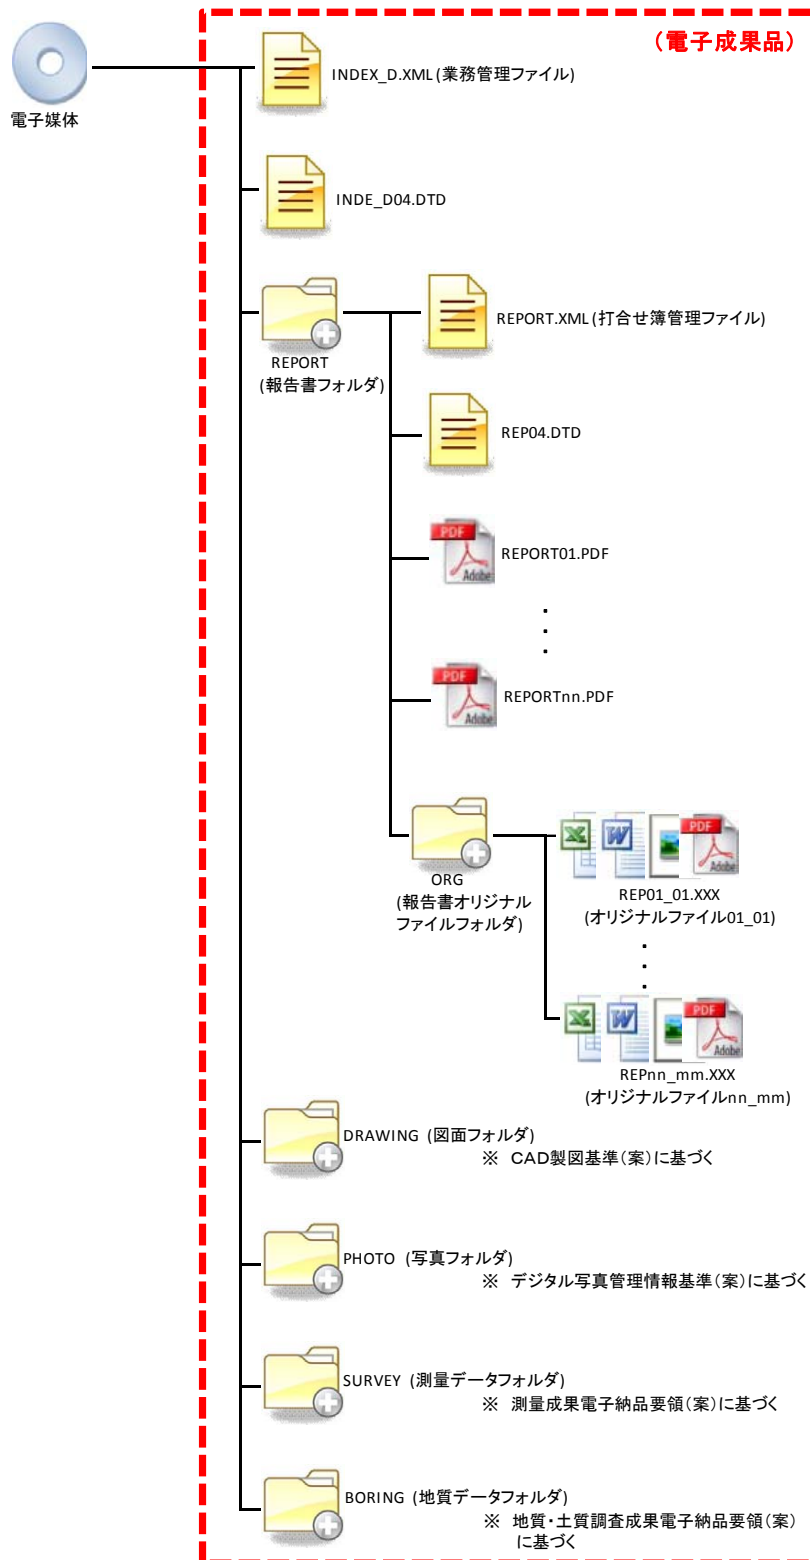 (電子成果品)
電子媒体
INDEX_D.XML(業務管理ファイル)
INDE_D04.DTD
REPORT
(報告書フォルダ)
REPORT.XML(打合せ簿管理ファイル)
REP04.DTD
PDF
Adobe
REPORT01.PDF
・
・
・
PDF
Adobe
REPORTnn.PDF
ORG
(報告書オリジナル
ファイルフォルダ)
PDF
Adobe
REP01_01.XXX
(オリジナルファイル01_01)
・
・
・
PDF
Adobe
REPnn_mm.XXX
(オリジナルファイルnn_mm)
DRAWING (図面フォルダ)
※ CAD製図基準(案)に基づく
PHOTO (写真フォルダ)
※ デジタル写真管理情報基準(案)に基づく
SURVEY (測量データフォルダ)
※ 測量成果電子納品要領(案)に基づく
BORING (地質データフォルダ)
※ 地質・土質調査成果電子納品要領(案)
に基づく